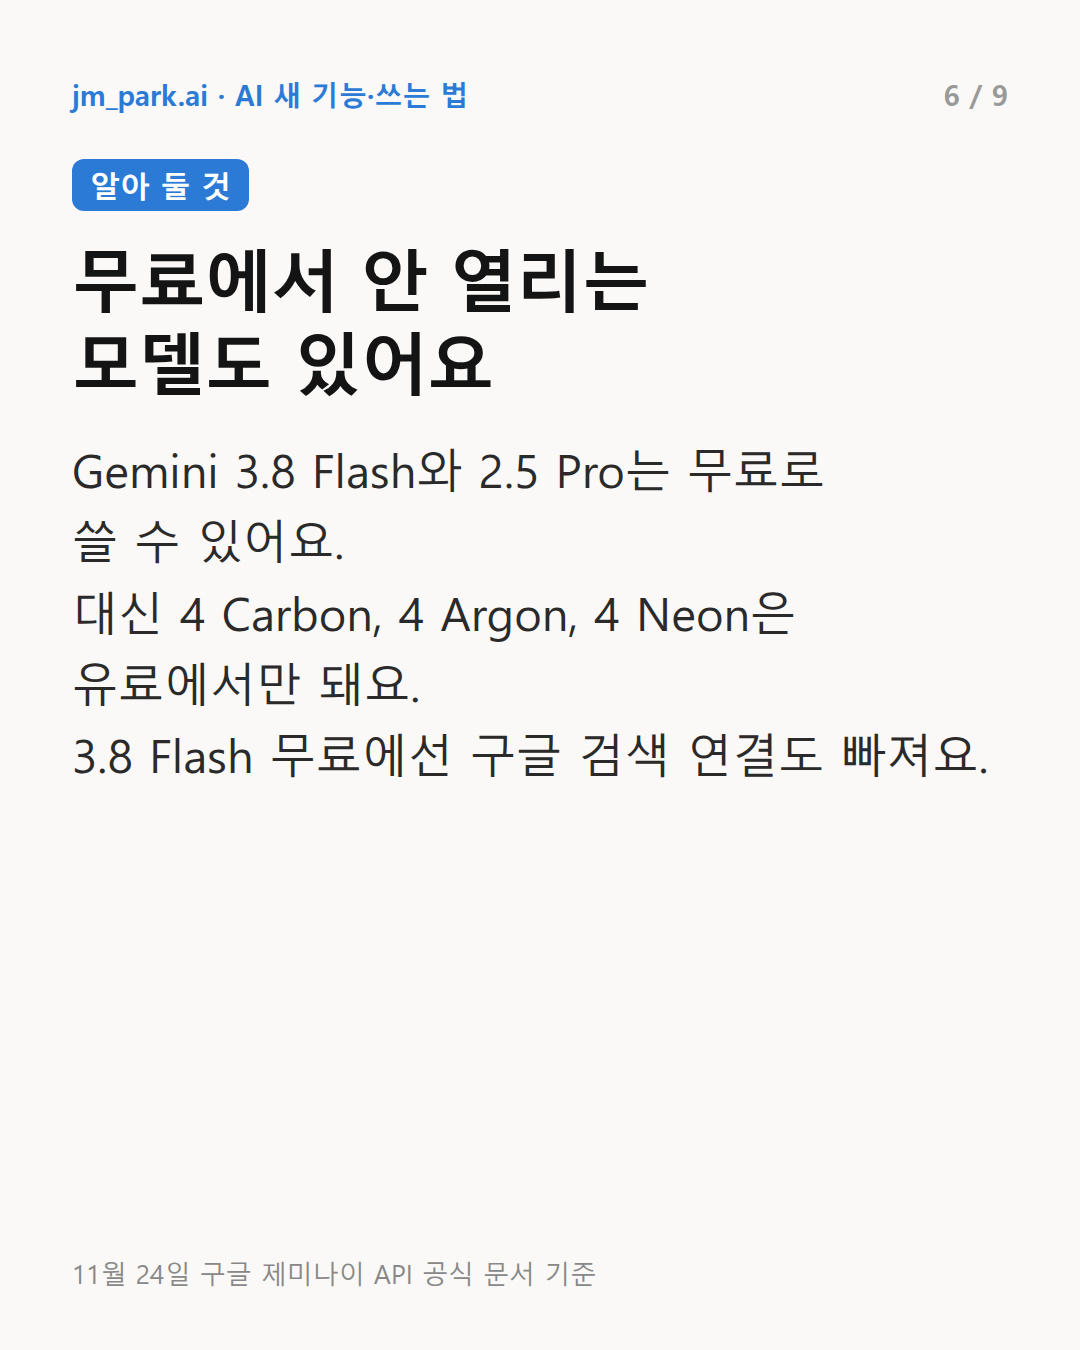 jm_park.ai · AI 새 기능·쓰는 법
6 / 9
알아 둘 것
무료에서 안 열리는
모델도 있어요
Gemini 3.8 Flash와 2.5 Pro는 무료로
쓸 수 있어요.
대신 4 Carbon, 4 Argon, 4 Neon은
유료에서만 돼요.
3.8 Flash 무료에선 구글 검색 연결도 빠져요.
11월 24일 구글 제미나이 API 공식 문서 기준